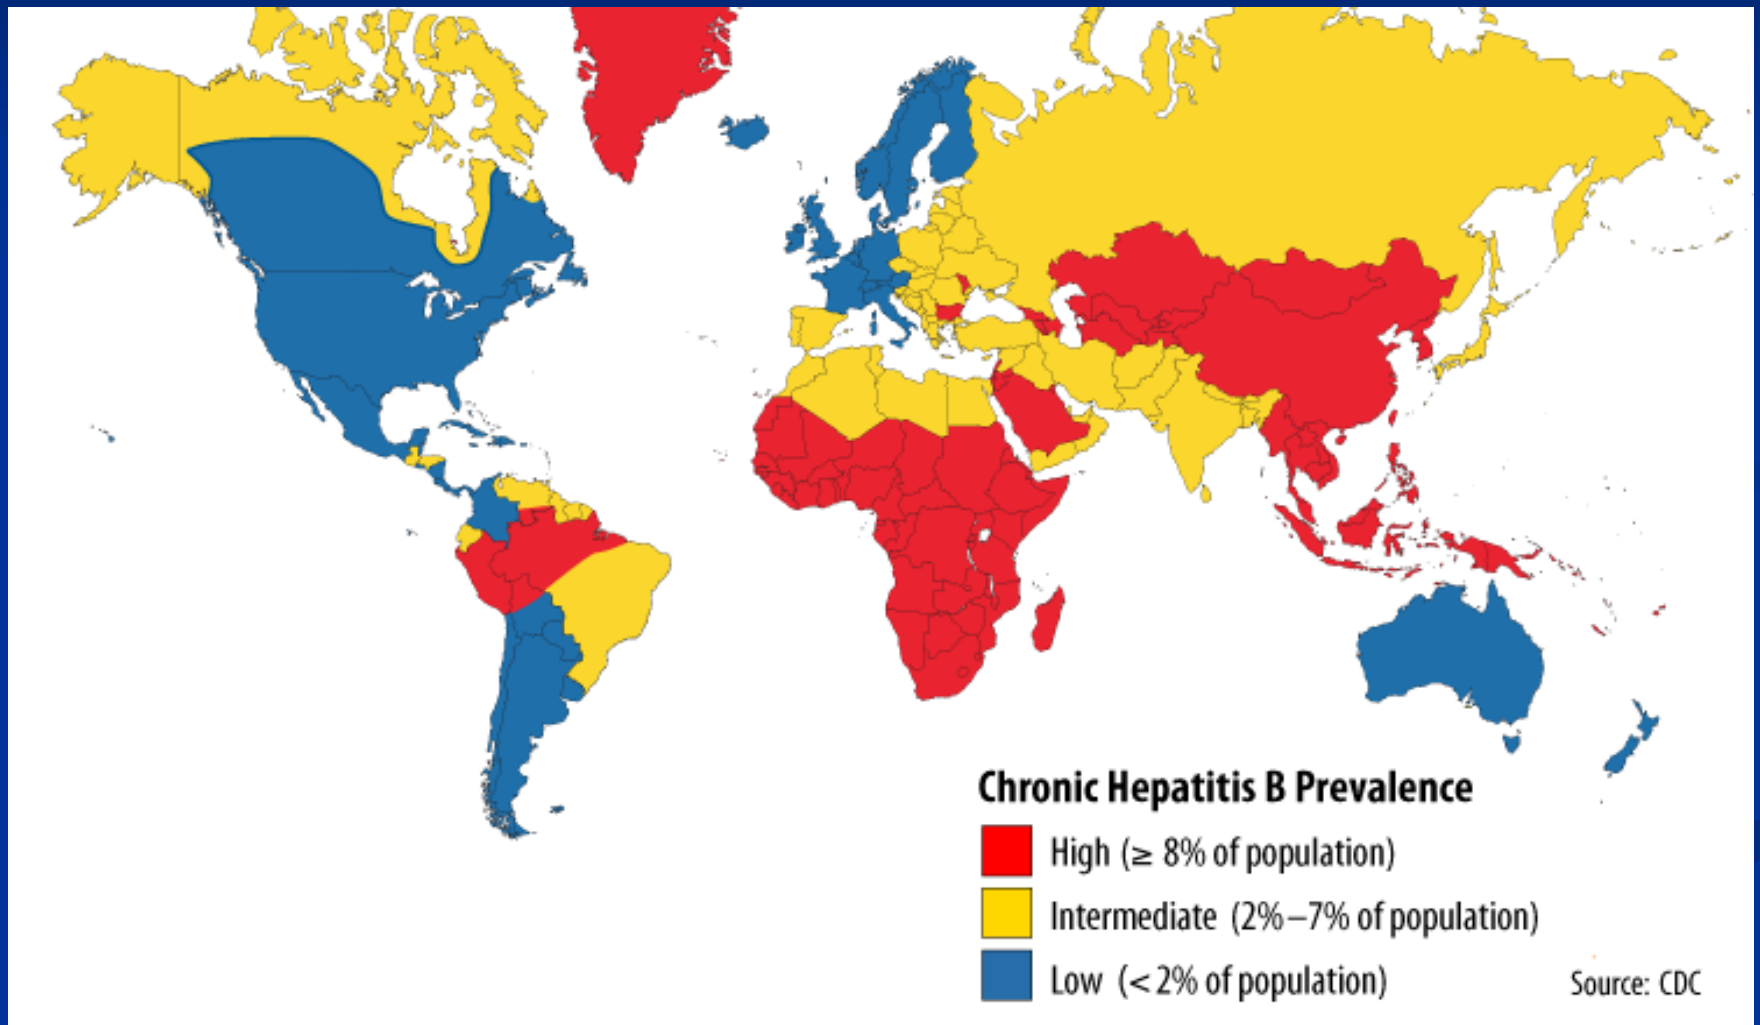 Chronic Hepatitis B Prevalence
High (≥ 8% of population)
Intermediate (2%–7% of population)
Low (< 2% of population)
Source: CDC